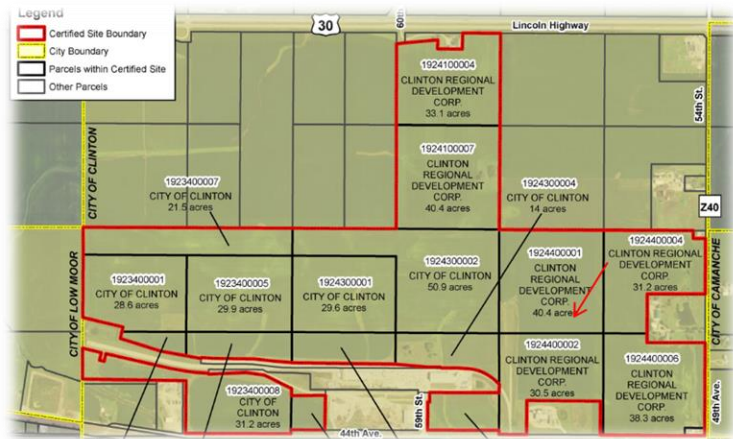 Legend
Certified Site Boundary
City Boundary
Parcels within Certified Site
Other Parcels
30
60th
Lincoln Highway
54th St.
Z40
CITY OF CLINTON
CITY OF LOW MOOR
CITY OF CAMANCHE
49th Ave.
1924100004
CLINTON REGIONAL
DEVELOPMENT
CORP.
33.1 acres
1924100007
CLINTON
REGIONAL
DEVELOPMENT
CORP.
40.4 acres
1923400007
CITY OF CLINTON
21.5 acres
1924300004
CITY OF CLINTON
14 acres
1923400001
CITY OF CLINTON
28.6 acres
1923400005
CITY OF CLINTON
29.9 acres
1924300001
CITY OF CLINTON
29.6 acres
1924300002
CITY OF CLINTON
50.9 acres
1924400001
CLINTON
REGIONAL
DEVELOPMENT
CORP.
40.4 acres
1924400004
CLINTON REGIONAL
DEVELOPMENT
CORP.
31.2 acres
1923400008
CITY OF
CLINTON
31.2 acres
59th St.
44th Ave.
1924400002
CLINTON
REGIONAL
DEVELOPMENT
CORP.
30.5 acres
1924400006
CLINTON
REGIONAL
DEVELOPMENT
CORP.
38.3 acres